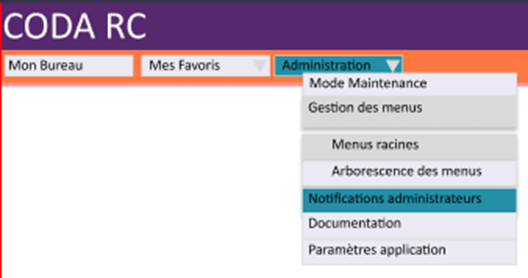 CODA RC
Mon Bureau Mes Favoris Administration
Mode Maintenance
Gestion des menus
Menus racines
Arborescence des menus
Notifications administrateurs
Documentation
Paramètres application